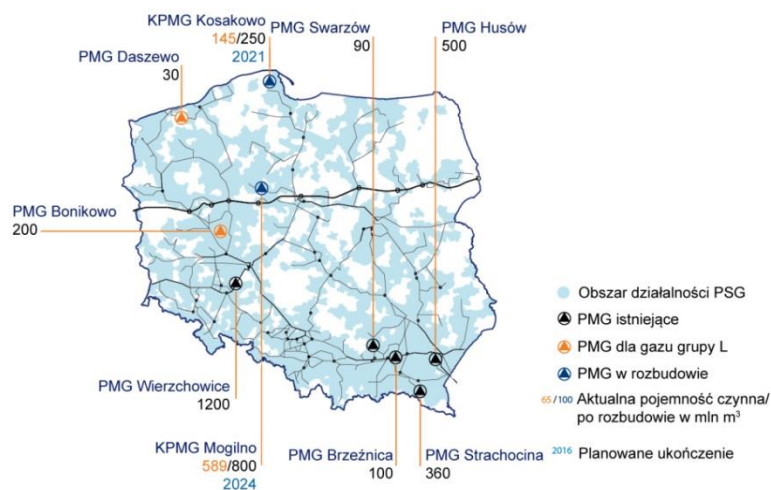 KPMG Kosakowo
145/250
2021
PMG Swarzów
90
PMG Husów
500
PMG Daszewo
30
PMG Bonikowo
200
PMG Wierzchowice
1200
KPMG Mogilno
589/800
2024
PMG Brzeźnica
100
PMG Strachocina
360
Obszar działalności PSG
PMG istniejące
PMG dla gazu grupy L
PMG w rozbudowie
65/100 Aktualna pojemność czynna/
po rozbudowie w mln m³
2016 Planowane ukończenie